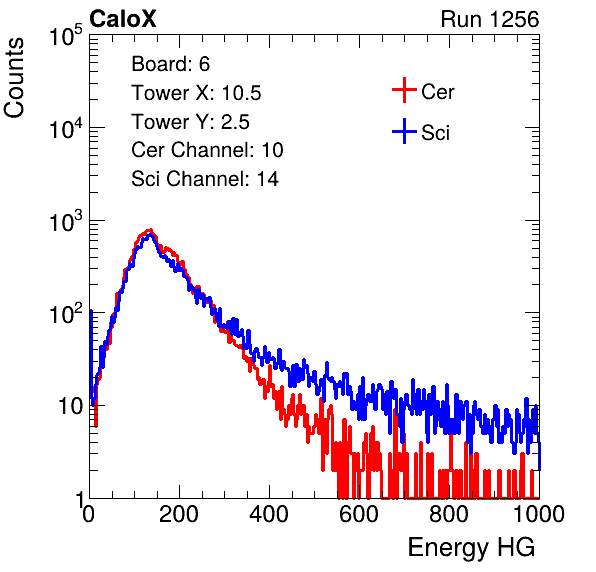 CaloX
Run 1256
Counts
Board: 6
Tower X: 10.5
Tower Y: 2.5
Cer Channel: 10
Sci Channel: 14
Cer
Sci
10^5
10^4
10^3
10^2
10
1
0 200 400 600 800 1000
Energy HG